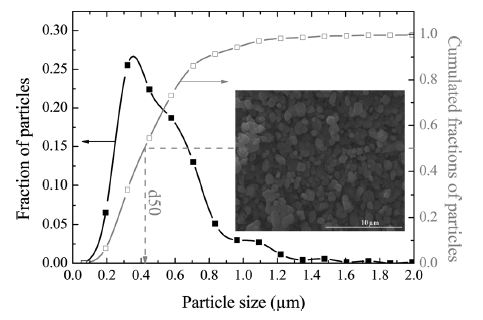 Fraction of particles
0.30
0.25
0.20
0.15
0.10
0.05
0.00
0.0 0.2 0.4 0.6 0.8 1.0 1.2 1.4 1.6 1.8 2.0
Particle size (μm)
d50
10 μm
1.0
0.8
0.6
0.4
0.2
0.0
Cumulated fractions of particles